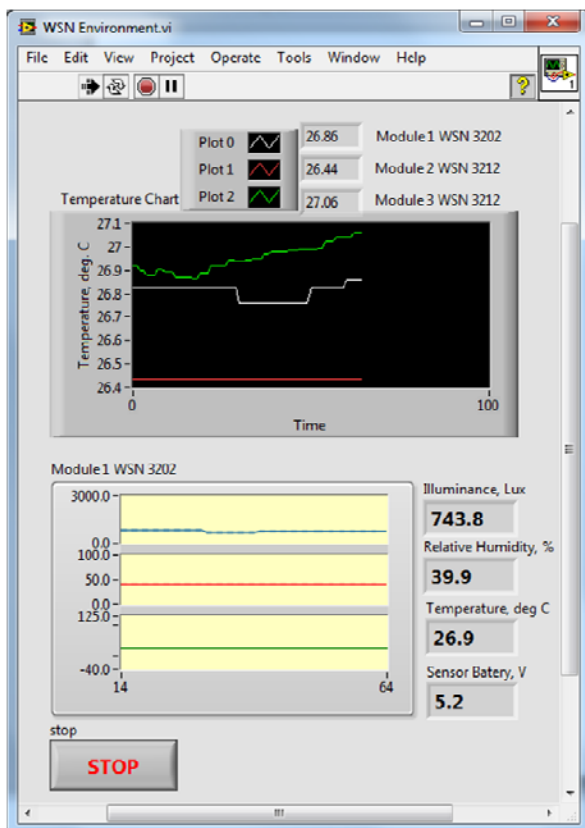 WSN Environment.vi
File Edit View Project Operate Tools Window Help
?
1
Plot 0 26.86 Module 1 WSN 3202
Plot 1 26.44 Module 2 WSN 3212
Plot 2 27.06 Module 3 WSN 3212
Temperature Chart
Temperature, deg. C
27.1
27
26.9
26.8
26.7
26.6
26.5
26.4
0 100
Time
Module 1 WSN 3202
3000.0
0.0
100.0
50.0
0.0
125.0
-40.0
14 64
Illuminance, Lux
743.8
Relative Humidity, %
39.9
Temperature, deg C
26.9
Sensor Batery, V
5.2
stop
STOP